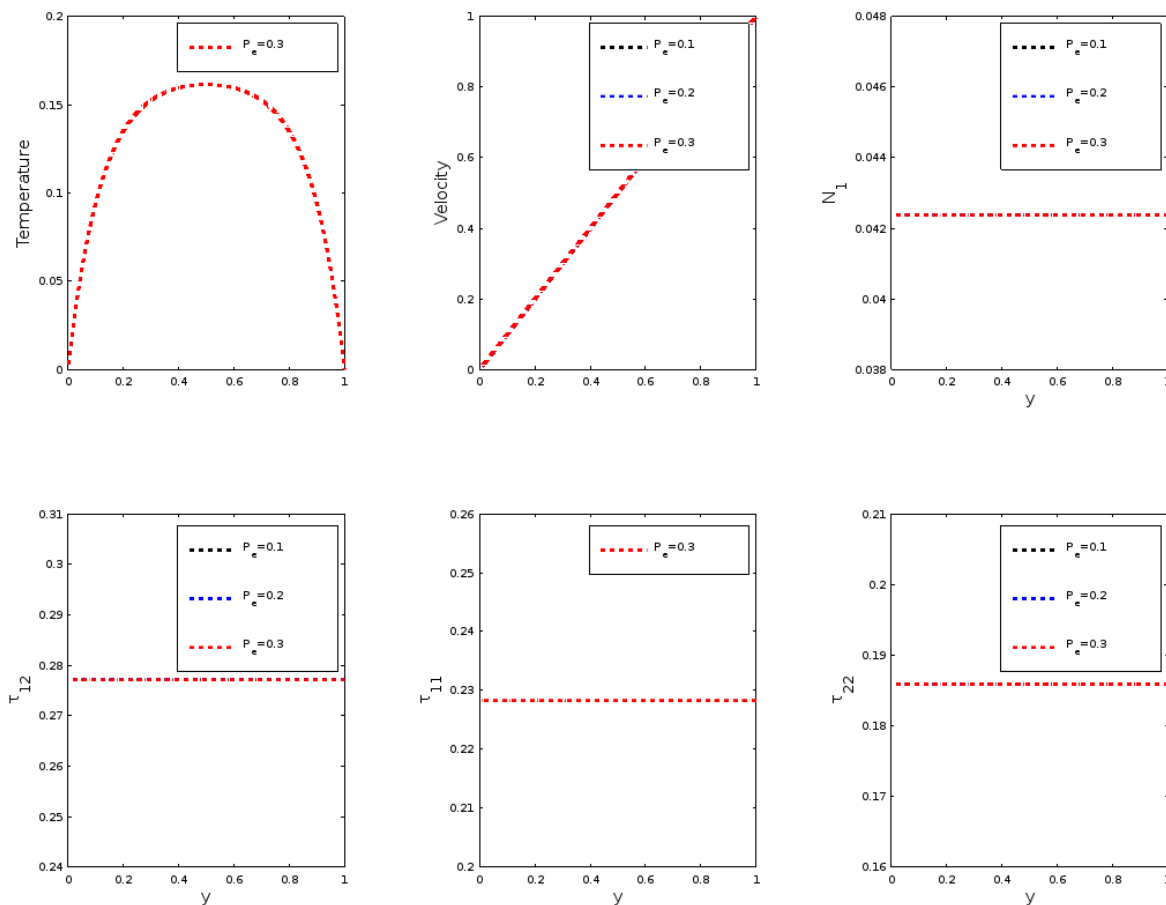 0.2
0.15
0.1
0.05
0
Temperature
P_e=0.3
0 0.2 0.4 0.6 0.8 1
1
0.8
0.6
0.4
0.2
0
Velocity
P_e=0.1
P_e=0.2
P_e=0.3
0 0.2 0.4 0.6 0.8 1
0.048
0.046
0.044
0.042
0.04
0.038
N_1
P_e=0.1
P_e=0.2
P_e=0.3
0 0.2 0.4 0.6 0.8 1
y
0.31
0.3
0.29
0.28
0.27
0.26
0.25
0.24
τ_12
P_e=0.1
P_e=0.2
P_e=0.3
0 0.2 0.4 0.6 0.8 1
y
0.26
0.25
0.24
0.23
0.22
0.21
0.2
τ_11
P_e=0.3
0 0.2 0.4 0.6 0.8 1
y
0.21
0.2
0.19
0.18
0.17
0.16
τ_22
P_e=0.1
P_e=0.2
P_e=0.3
0 0.2 0.4 0.6 0.8 1
y